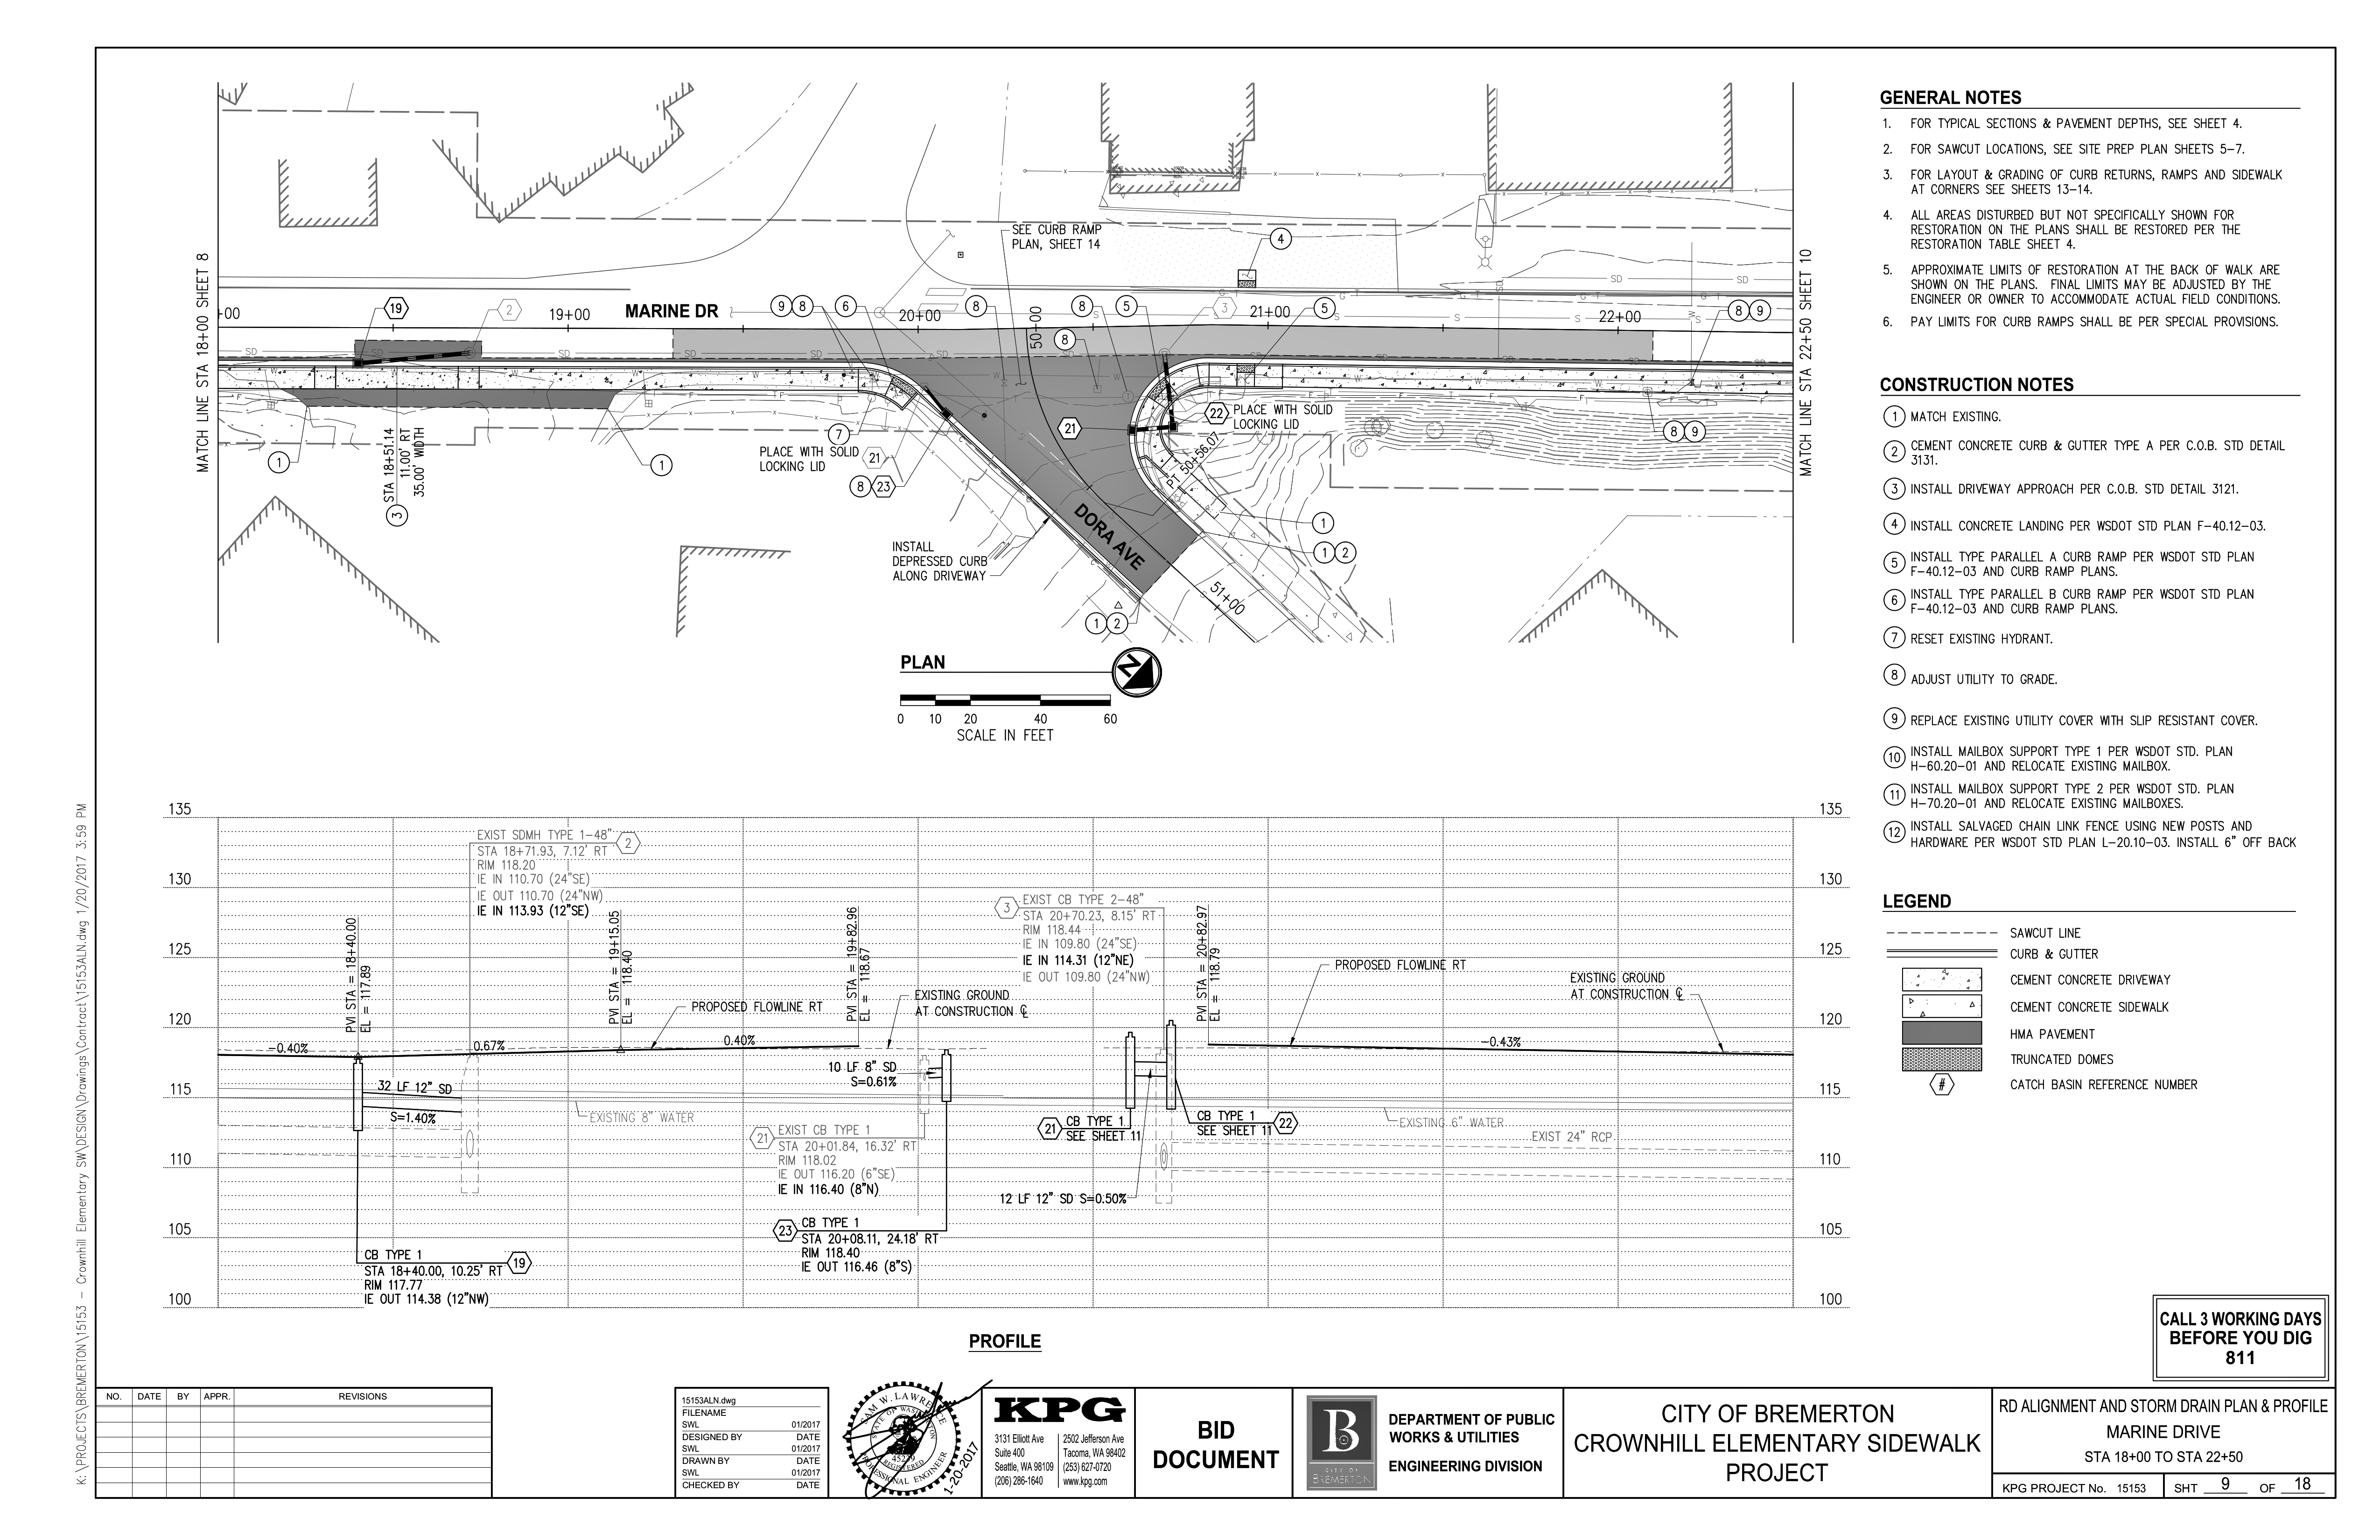 GENERAL NOTES
1. FOR TYPICAL SECTIONS & PAVEMENT DEPTHS, SEE SHEET 4.
2. FOR SAWCUT LOCATIONS, SEE SITE PREP PLAN SHEETS 5-7.
3. FOR LAYOUT & GRADING OF CURB RETURNS, RAMPS AND SIDEWALK
AT CORNERS SEE SHEETS 13-14.
4. ALL AREAS DISTURBED BUT NOT SPECIFICALLY SHOWN FOR
RESTORATION ON THE PLANS SHALL BE RESTORED PER THE
RESTORATION TABLE SHEET 4.
5. APPROXIMATE LIMITS OF RESTORATION AT THE BACK OF WALK ARE
SHOWN ON THE PLANS. FINAL LIMITS MAY BE ADJUSTED BY THE
ENGINEER OR OWNER TO ACCOMMODATE ACTUAL FIELD CONDITIONS.
6. PAY LIMITS FOR CURB RAMPS SHALL BE PER SPECIAL PROVISIONS.
CONSTRUCTION NOTES
1 MATCH EXISTING.
2 CEMENT CONCRETE CURB & GUTTER TYPE A PER C.O.B. STD DETAIL
3131.
3 INSTALL DRIVEWAY APPROACH PER C.O.B. STD DETAIL 3121.
4 INSTALL CONCRETE LANDING PER WSDOT STD PLAN F-40.12-03.
5 INSTALL TYPE PARALLEL A CURB RAMP PER WSDOT STD PLAN
F-40.12-03 AND CURB RAMP PLANS.
6 INSTALL TYPE PARALLEL B CURB RAMP PER WSDOT STD PLAN
F-40.12-03 AND CURB RAMP PLANS.
7 RESET EXISTING HYDRANT.
8 ADJUST UTILITY TO GRADE.
9 REPLACE EXISTING UTILITY COVER WITH SLIP RESISTANT COVER.
10 INSTALL MAILBOX SUPPORT TYPE 1 PER WSDOT STD. PLAN
H-60.20-01 AND RELOCATE EXISTING MAILBOX.
11 INSTALL MAILBOX SUPPORT TYPE 2 PER WSDOT STD. PLAN
H-70.20-01 AND RELOCATE EXISTING MAILBOXES.
12 INSTALL SALVAGED CHAIN LINK FENCE USING NEW POSTS AND
HARDWARE PER WSDOT STD PLAN L-20.10-03. INSTALL 6" OFF BACK
LEGEND
SAWCUT LINE
CURB & GUTTER
CEMENT CONCRETE DRIVEWAY
CEMENT CONCRETE SIDEWALK
HMA PAVEMENT
TRUNCATED DOMES
# CATCH BASIN REFERENCE NUMBER
MATCH LINE STA 18+00 SHEET 8
MATCH LINE STA 22+50 SHEET 10
SEE CURB RAMP
PLAN, SHEET 14
4
+00
19
2
19+00
MARINE DR
9 8 6
20+00
8
50+00
8 5
3
21+00
5
22+00
8 9
8
22 PLACE WITH SOLID
LOCKING LID
21
8 9
7
PLACE WITH SOLID
LOCKING LID
21
8 23
1
STA 18+51.14
11.00' RT
35.00' WIDTH
3
1
PT 50+56.07
1
1 2
INSTALL
DEPRESSED CURB
ALONG DRIVEWAY
DORA AVE
51+00
1 2
PLAN
N
0 10 20 40 60
SCALE IN FEET
135
130
125
120
115
110
105
100
135
130
125
120
115
110
105
100
EXIST SDMH TYPE 1-48"
2
STA 18+71.93, 7.12' RT
RIM 118.20
IE IN 110.70 (24"SE)
IE OUT 110.70 (24"NW)
IE IN 113.93 (12"SE)
PVI STA = 18+40.00
EL = 117.89
PVI STA = 19+15.05
EL = 118.40
PVI STA = 19+82.96
EL = 118.67
3
EXIST CB TYPE 2-48"
STA 20+70.23, 8.15' RT
RIM 118.44
IE IN 109.80 (24"SE)
IE IN 114.31 (12"NE)
IE OUT 109.80 (24"NW)
PVI STA = 20+82.97
EL = 118.79
PROPOSED FLOWLINE RT
EXISTING GROUND
AT CONSTRUCTION ℄
PROPOSED FLOWLINE RT
EXISTING GROUND
AT CONSTRUCTION ℄
-0.40%
0.67%
0.40%
-0.43%
32 LF 12" SD
S=1.40%
EXISTING 8" WATER
10 LF 8" SD
S=0.61%
21
EXIST CB TYPE 1
STA 20+01.84, 16.32' RT
RIM 118.02
IE OUT 116.20 (6"SE)
IE IN 116.40 (8"N)
21
CB TYPE 1
SEE SHEET 11
CB TYPE 1
SEE SHEET 11
22
EXISTING 6" WATER
EXIST 24" RCP
12 LF 12" SD S=0.50%
23
CB TYPE 1
STA 20+08.11, 24.18' RT
RIM 118.40
IE OUT 116.46 (8"S)
CB TYPE 1
19
STA 18+40.00, 10.25' RT
RIM 117.77
IE OUT 114.38 (12"NW)
PROFILE
CALL 3 WORKING DAYS
BEFORE YOU DIG
811
K:\PROJECTS\BREMERTON\15153 - Crownhill Elementary SW\DESIGN\Drawings\Contract\15153ALN.dwg 1/20/2017 3:59 PM
NO. DATE BY APPR. REVISIONS
15153ALN.dwg
FILENAME
SWL 01/2017
DESIGNED BY DATE
SWL 01/2017
DRAWN BY DATE
SWL 01/2017
CHECKED BY DATE
SAM W. LAWRENCE
STATE OF WASHINGTON
45229
REGISTERED
PROFESSIONAL ENGINEER
1-20-2017
KPG
3131 Elliott Ave
Suite 400
Seattle, WA 98109
(206) 286-1640
2502 Jefferson Ave
Tacoma, WA 98402
(253) 627-0720
www.kpg.com
BID
DOCUMENT
B
CITY OF
BREMERTON
DEPARTMENT OF PUBLIC
WORKS & UTILITIES
ENGINEERING DIVISION
CITY OF BREMERTON
CROWNHILL ELEMENTARY SIDEWALK
PROJECT
RD ALIGNMENT AND STORM DRAIN PLAN & PROFILE
MARINE DRIVE
STA 18+00 TO STA 22+50
KPG PROJECT No. 15153 SHT 9 OF 18